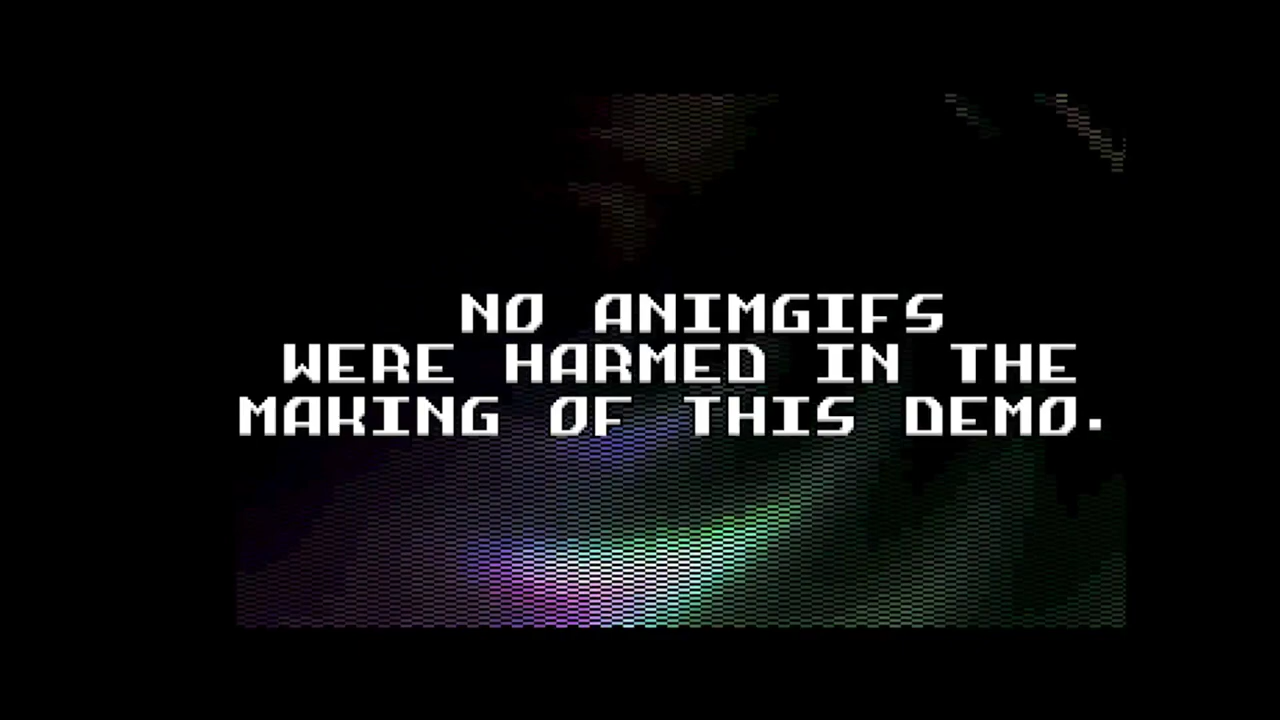 NO ANIMGIFS
WERE HARMED IN THE
MAKING OF THIS DEMO.